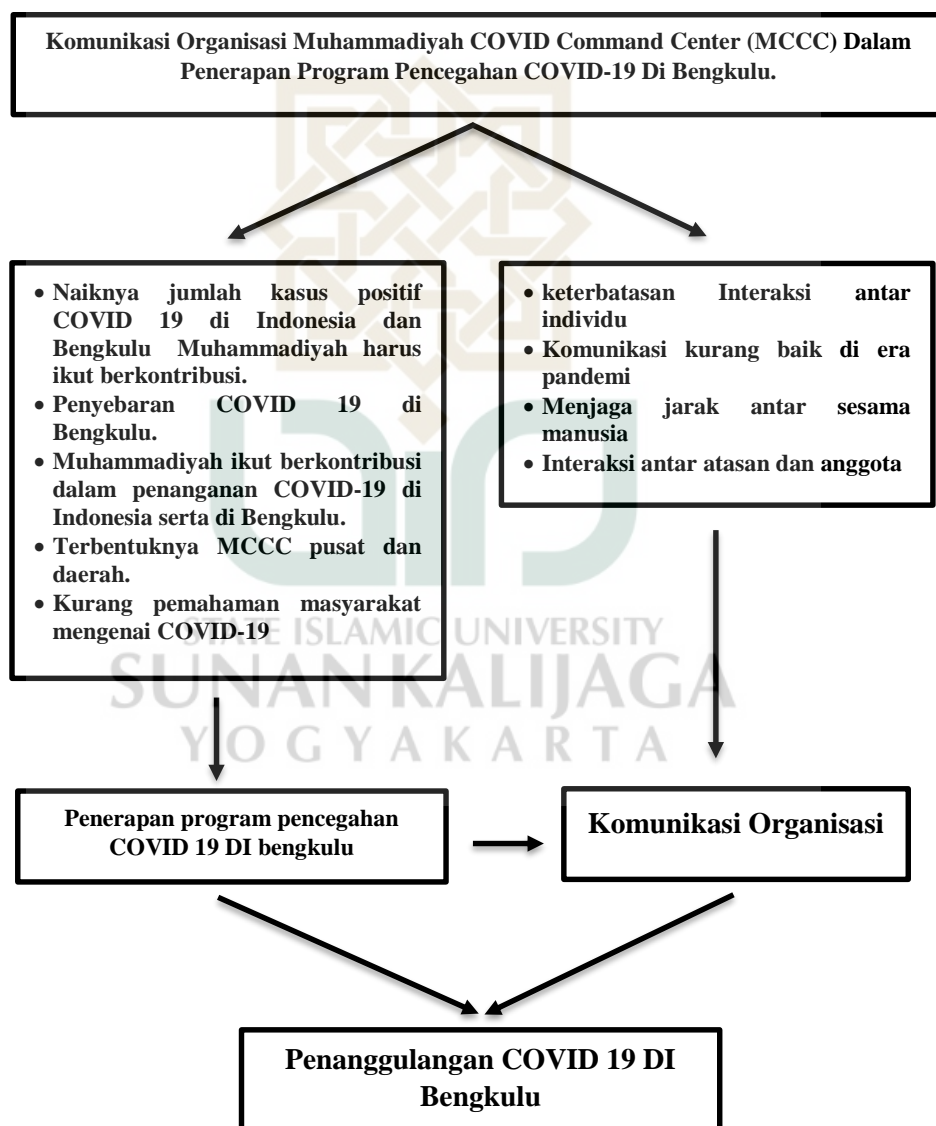 Komunikasi Organisasi Muhammadiyah COVID Command Center (MCCC) Dalam
Penerapan Program Pencegahan COVID-19 Di Bengkulu.
• Naiknya jumlah kasus positif
COVID 19 di Indonesia dan
Bengkulu Muhammadiyah harus
ikut berkontribusi.
• Penyebaran COVID 19 di
Bengkulu.
• Muhammadiyah ikut berkontribusi
dalam penanganan COVID-19 di
Indonesia serta di Bengkulu.
• Terbentuknya MCCC pusat dan
daerah.
• Kurang pemahaman masyarakat
mengenai COVID-19
• keterbatasan Interaksi antar
individu
• Komunikasi kurang baik di era
pandemi
• Menjaga jarak antar sesama
manusia
• Interaksi antar atasan dan anggota
STATE ISLAMIC UNIVERSITY
SUNAN KALIJAGA
YOGYAKARTA
Penerapan program pencegahan
COVID 19 DI bengkulu
Komunikasi Organisasi
Penanggulangan COVID 19 DI
Bengkulu